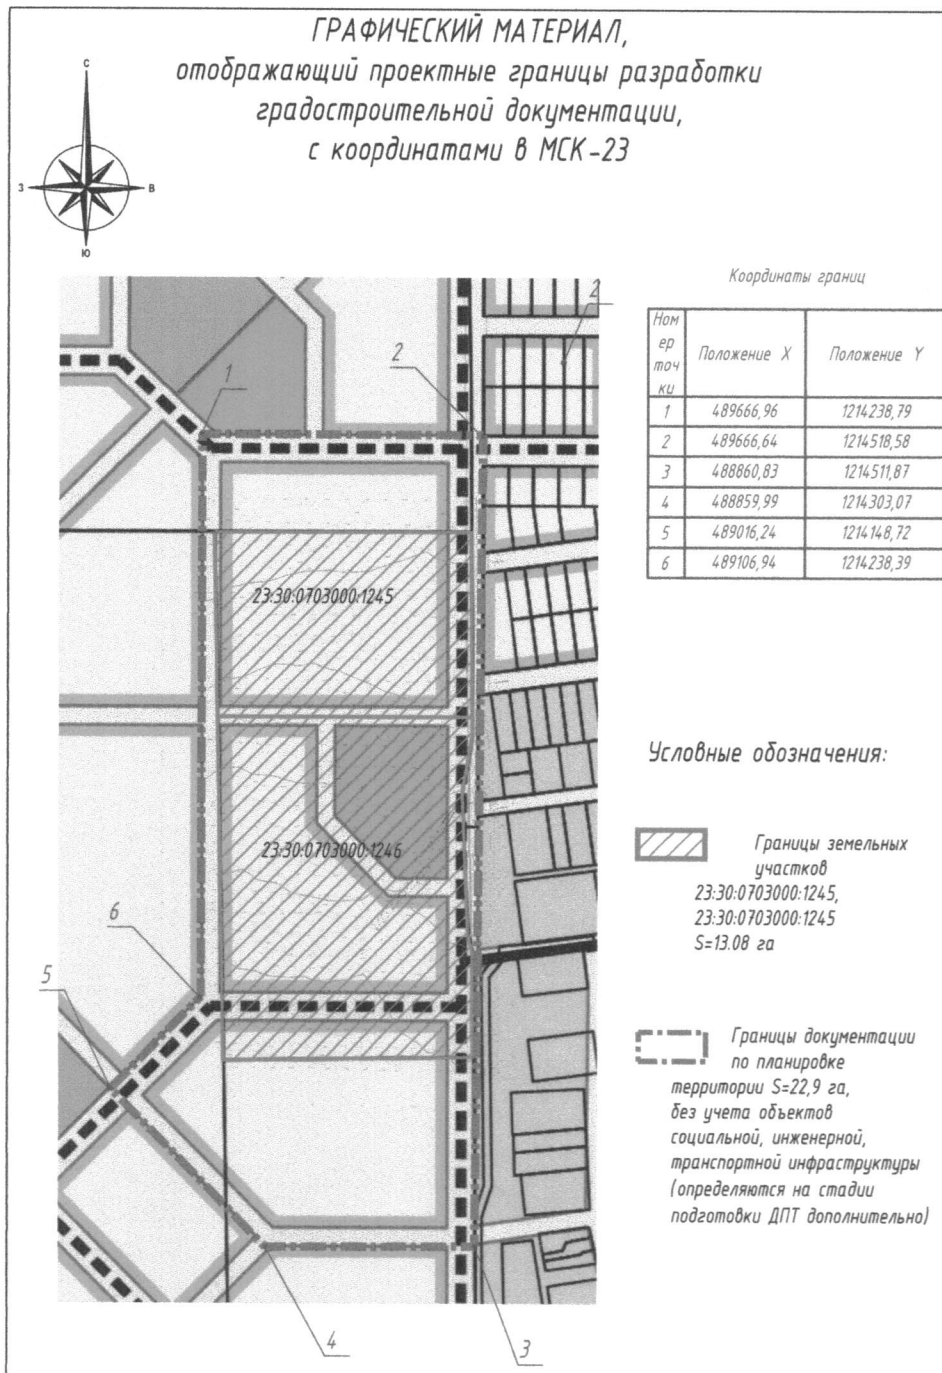 ГРАФИЧЕСКИЙ МАТЕРИАЛ,
отображающий проектные границы разработки
градостроительной документации,
с координатами в МСК-23
С
З
В
Ю
Координаты границ
Ном
ер
точ
ки
Положение X
Положение Y
1 489666,96 1214238,79
2 489666,64 1214518,58
3 488860,83 1214511,87
4 488859,99 1214303,07
5 489016,24 1214148,72
6 489106,94 1214238,39
2
2
1
23:30:0703000:1245
23:30:0703000:1246
6
5
4
3
Условные обозначения:
Границы земельных
участков
23:30:0703000:1245,
23:30:0703000:1245
S=13.08 га
Границы документации
по планировке
территории S=22,9 га,
без учета объектов
социальной, инженерной,
транспортной инфраструктуры
(определяются на стадии
подготовки ДПТ дополнительно)